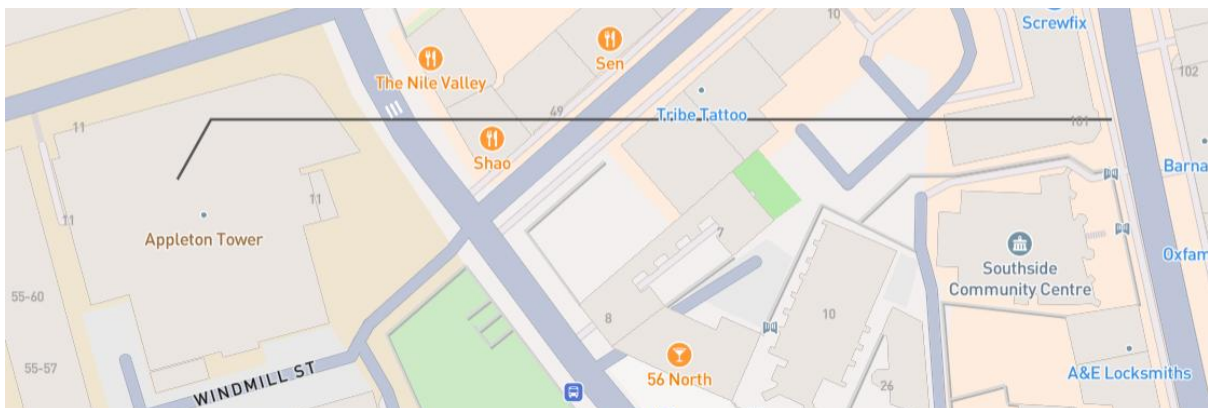 10
Screwfix
Sen
The Nile Valley
102
49
Tribe Tattoo
101
11
Shao
Barna
11
11
7
Appleton Tower
Southside
Community Centre
Oxfam
55-60
8
10
55-57
WINDMILL ST
56 North
26
A&E Locksmiths